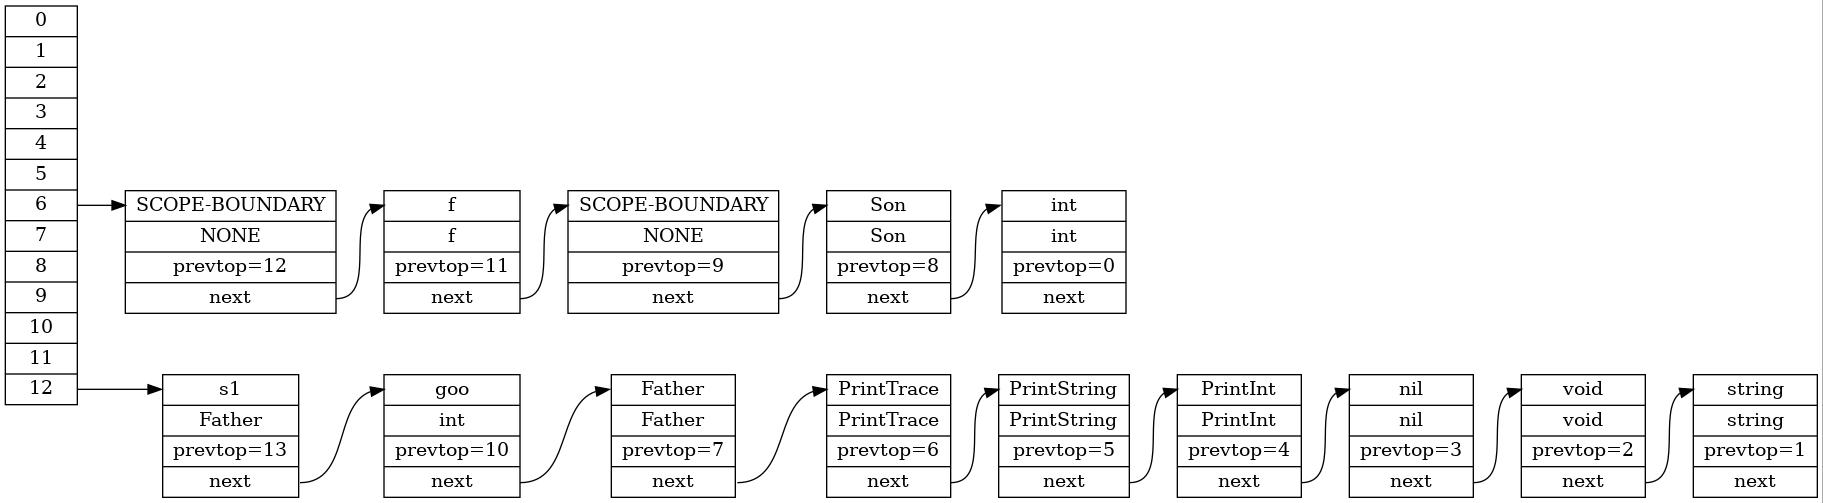 0
1
2
3
4
5
6
7
8
9
10
11
12
SCOPE-BOUNDARY
NONE
prevtop=12
next
f
f
prevtop=11
next
SCOPE-BOUNDARY
NONE
prevtop=9
next
Son
Son
prevtop=8
next
int
int
prevtop=0
next
s1
Father
prevtop=13
next
goo
int
prevtop=10
next
Father
Father
prevtop=7
next
PrintTrace
PrintTrace
prevtop=6
next
PrintString
PrintString
prevtop=5
next
PrintInt
PrintInt
prevtop=4
next
nil
nil
prevtop=3
next
void
void
prevtop=2
next
string
string
prevtop=1
next